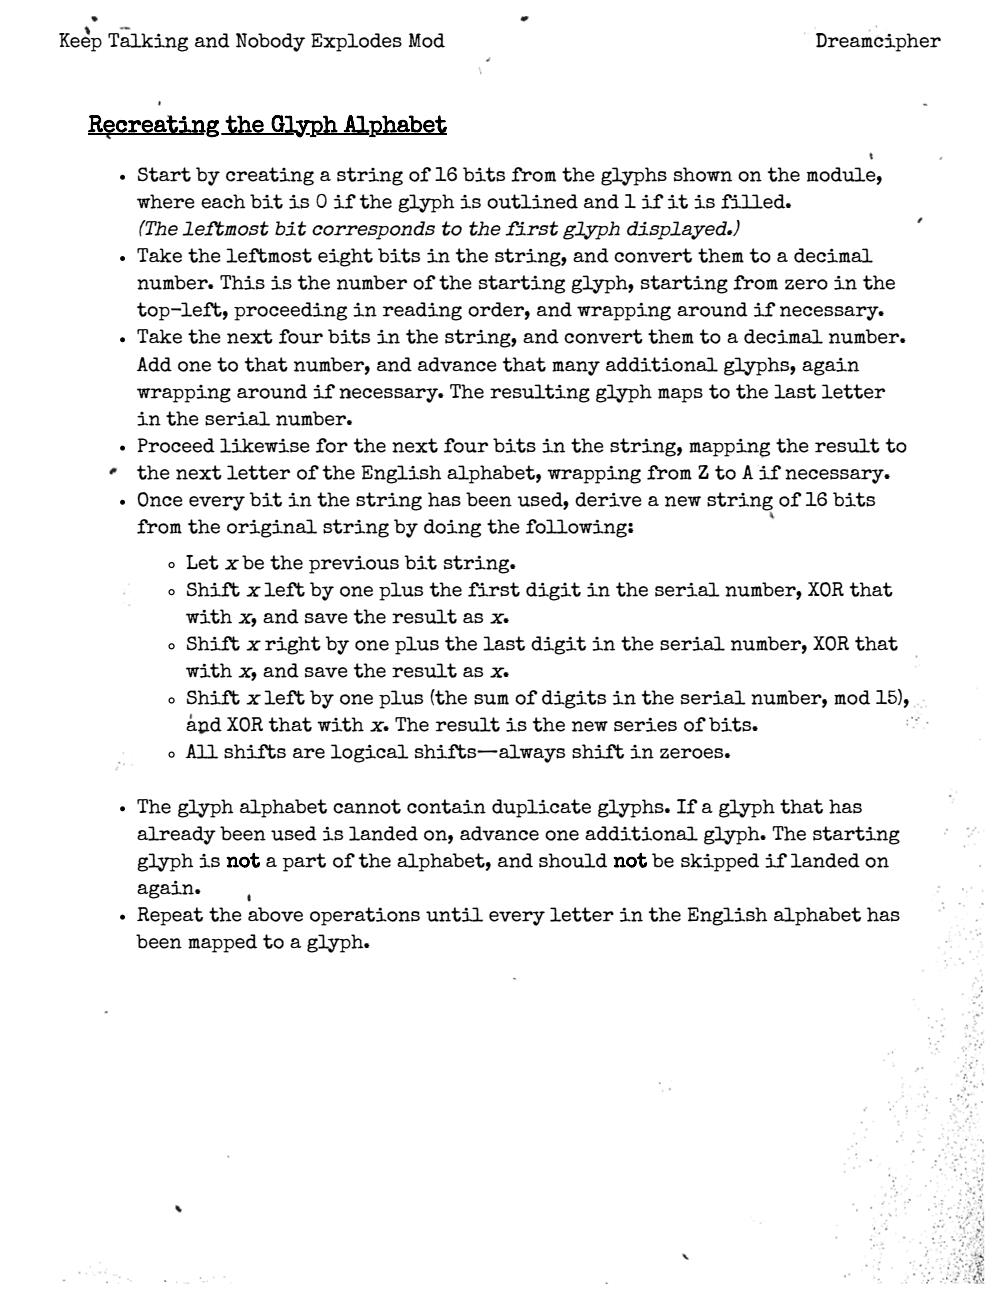 Keep Talking and Nobody Explodes Mod
Dreamcipher
Recreating the Glyph Alphabet
• Start by creating a string of 16 bits from the glyphs shown on the module,
where each bit is 0 if the glyph is outlined and 1 if it is filled.
(The leftmost bit corresponds to the first glyph displayed.)
• Take the leftmost eight bits in the string, and convert them to a decimal
number. This is the number of the starting glyph, starting from zero in the
top-left, proceeding in reading order, and wrapping around if necessary.
• Take the next four bits in the string, and convert them to a decimal number.
Add one to that number, and advance that many additional glyphs, again
wrapping around if necessary. The resulting glyph maps to the last letter
in the serial number.
• Proceed likewise for the next four bits in the string, mapping the result to
the next letter of the English alphabet, wrapping from Z to A if necessary.
• Once every bit in the string has been used, derive a new string of 16 bits
from the original string by doing the following:
◦ Let x be the previous bit string.
◦ Shift x left by one plus the first digit in the serial number, XOR that
with x, and save the result as x.
◦ Shift x right by one plus the last digit in the serial number, XOR that
with x, and save the result as x.
◦ Shift x left by one plus (the sum of digits in the serial number, mod 15),
and XOR that with x. The result is the new series of bits.
◦ All shifts are logical shifts—always shift in zeroes.
• The glyph alphabet cannot contain duplicate glyphs. If a glyph that has
already been used is landed on, advance one additional glyph. The starting
glyph is not a part of the alphabet, and should not be skipped if landed on
again.
• Repeat the above operations until every letter in the English alphabet has
been mapped to a glyph.